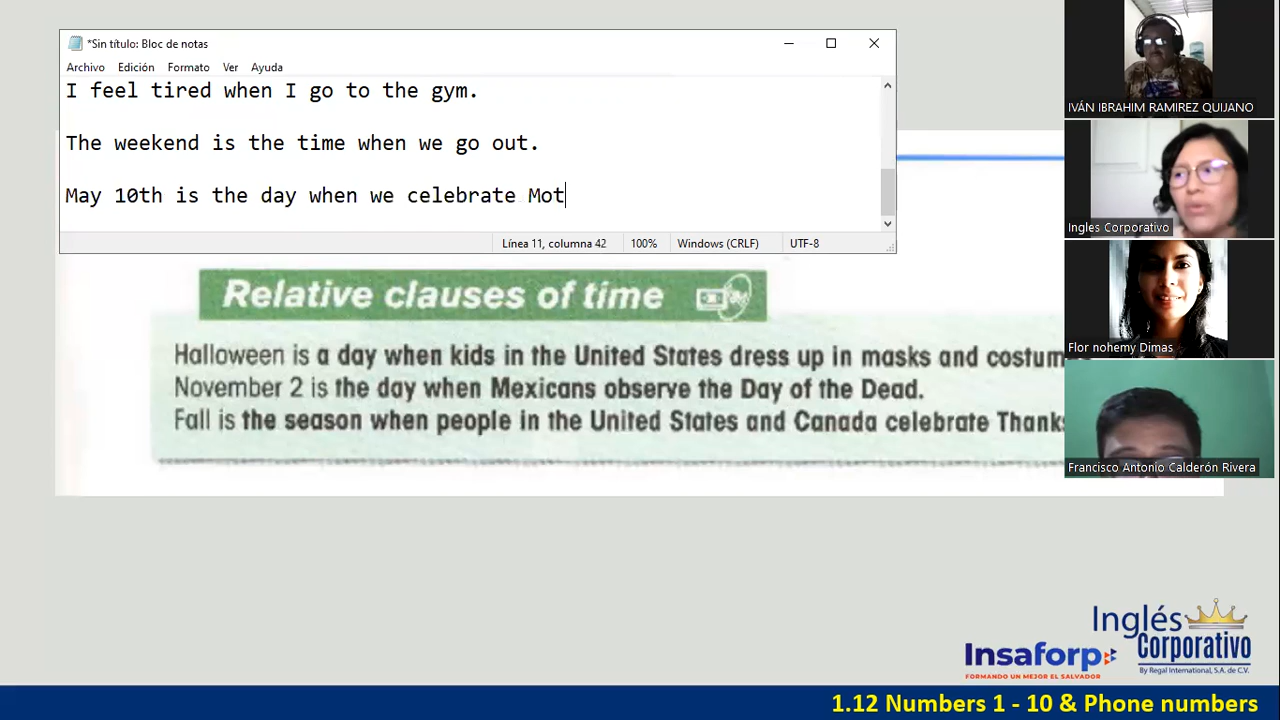 *Sin título: Bloc de notas
Archivo Edición Formato Ver Ayuda
I feel tired when I go to the gym.
The weekend is the time when we go out.
May 10th is the day when we celebrate Mot
Línea 11, columna 42 100% Windows (CRLF) UTF-8
Relative clauses of time
Halloween is a day when kids in the United States dress up in masks and costum
November 2 is the day when Mexicans observe the Day of the Dead.
Fall is the season when people in the United States and Canada celebrate Thanks
IVÁN IBRAHIM RAMIREZ QUIJANO
Ingles Corporativo
Flor nohemy Dimas
Francisco Antonio Calderón Rivera
Insaforp
FORMANDO UN MEJOR EL SALVADOR
Inglés
Corporativo
By Regal International, S.A. de C.V.
1.12 Numbers 1 - 10 & Phone numbers